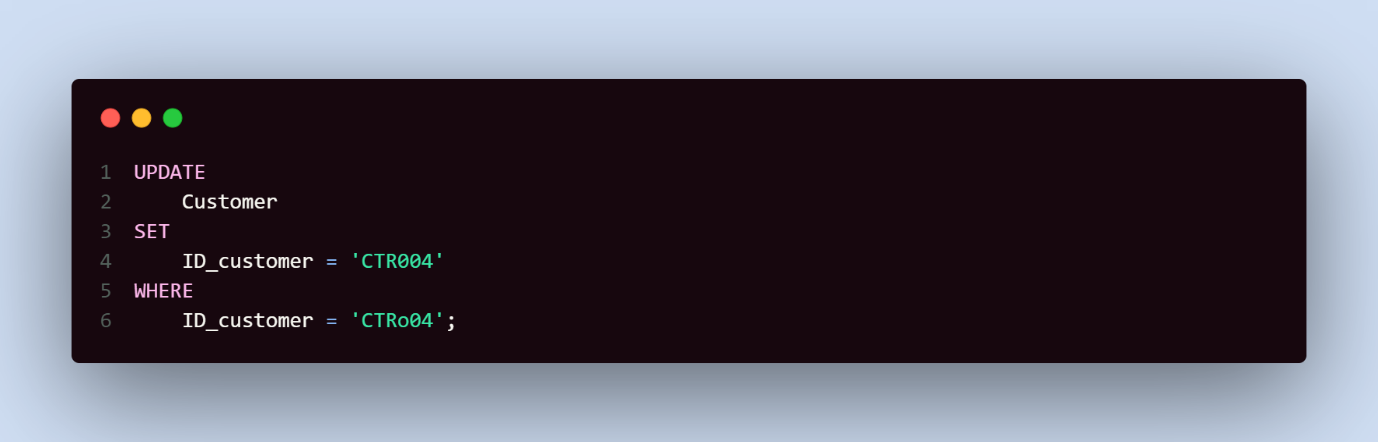 1 UPDATE
2     Customer
3 SET
4     ID_customer = 'CTR004'
5 WHERE
6     ID_customer = 'CTRo04';